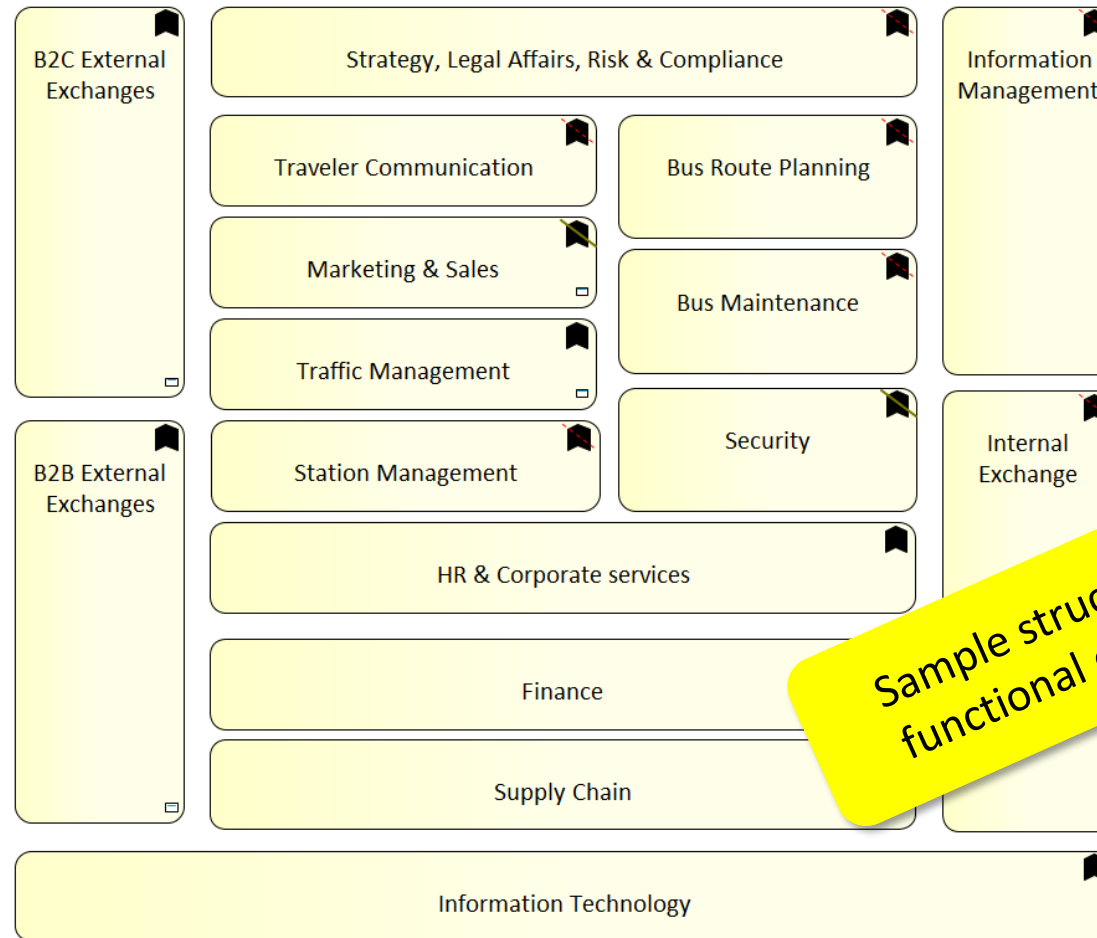 B2C External
Exchanges
Strategy, Legal Affairs, Risk & Compliance
Information
Management
Traveler Communication
Bus Route Planning
Marketing & Sales
Bus Maintenance
Traffic Management
Security
Internal
Exchange
B2B External
Exchanges
Station Management
HR & Corporate services
Finance
Sample
functional
Supply Chain
Information Technology